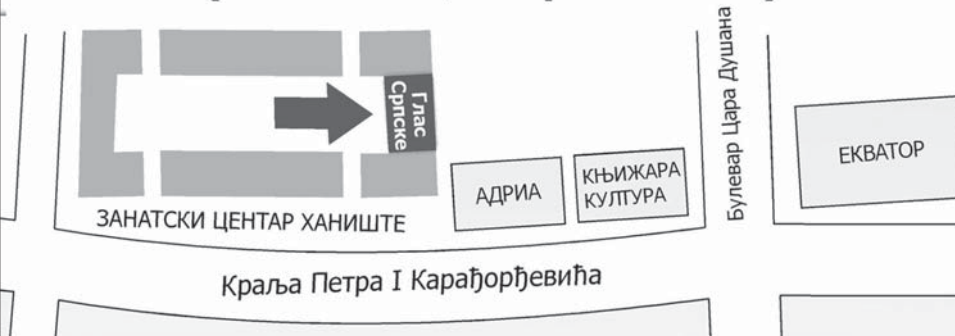 Глас
Српске
Булевар Цара Душана
ЕКВАТОР
КЊИЖАРА
КУЛТУРА
АДРИА
ЗАНАТСКИ ЦЕНТАР ХАНИШТЕ
Краља Петра I Карађорђевића